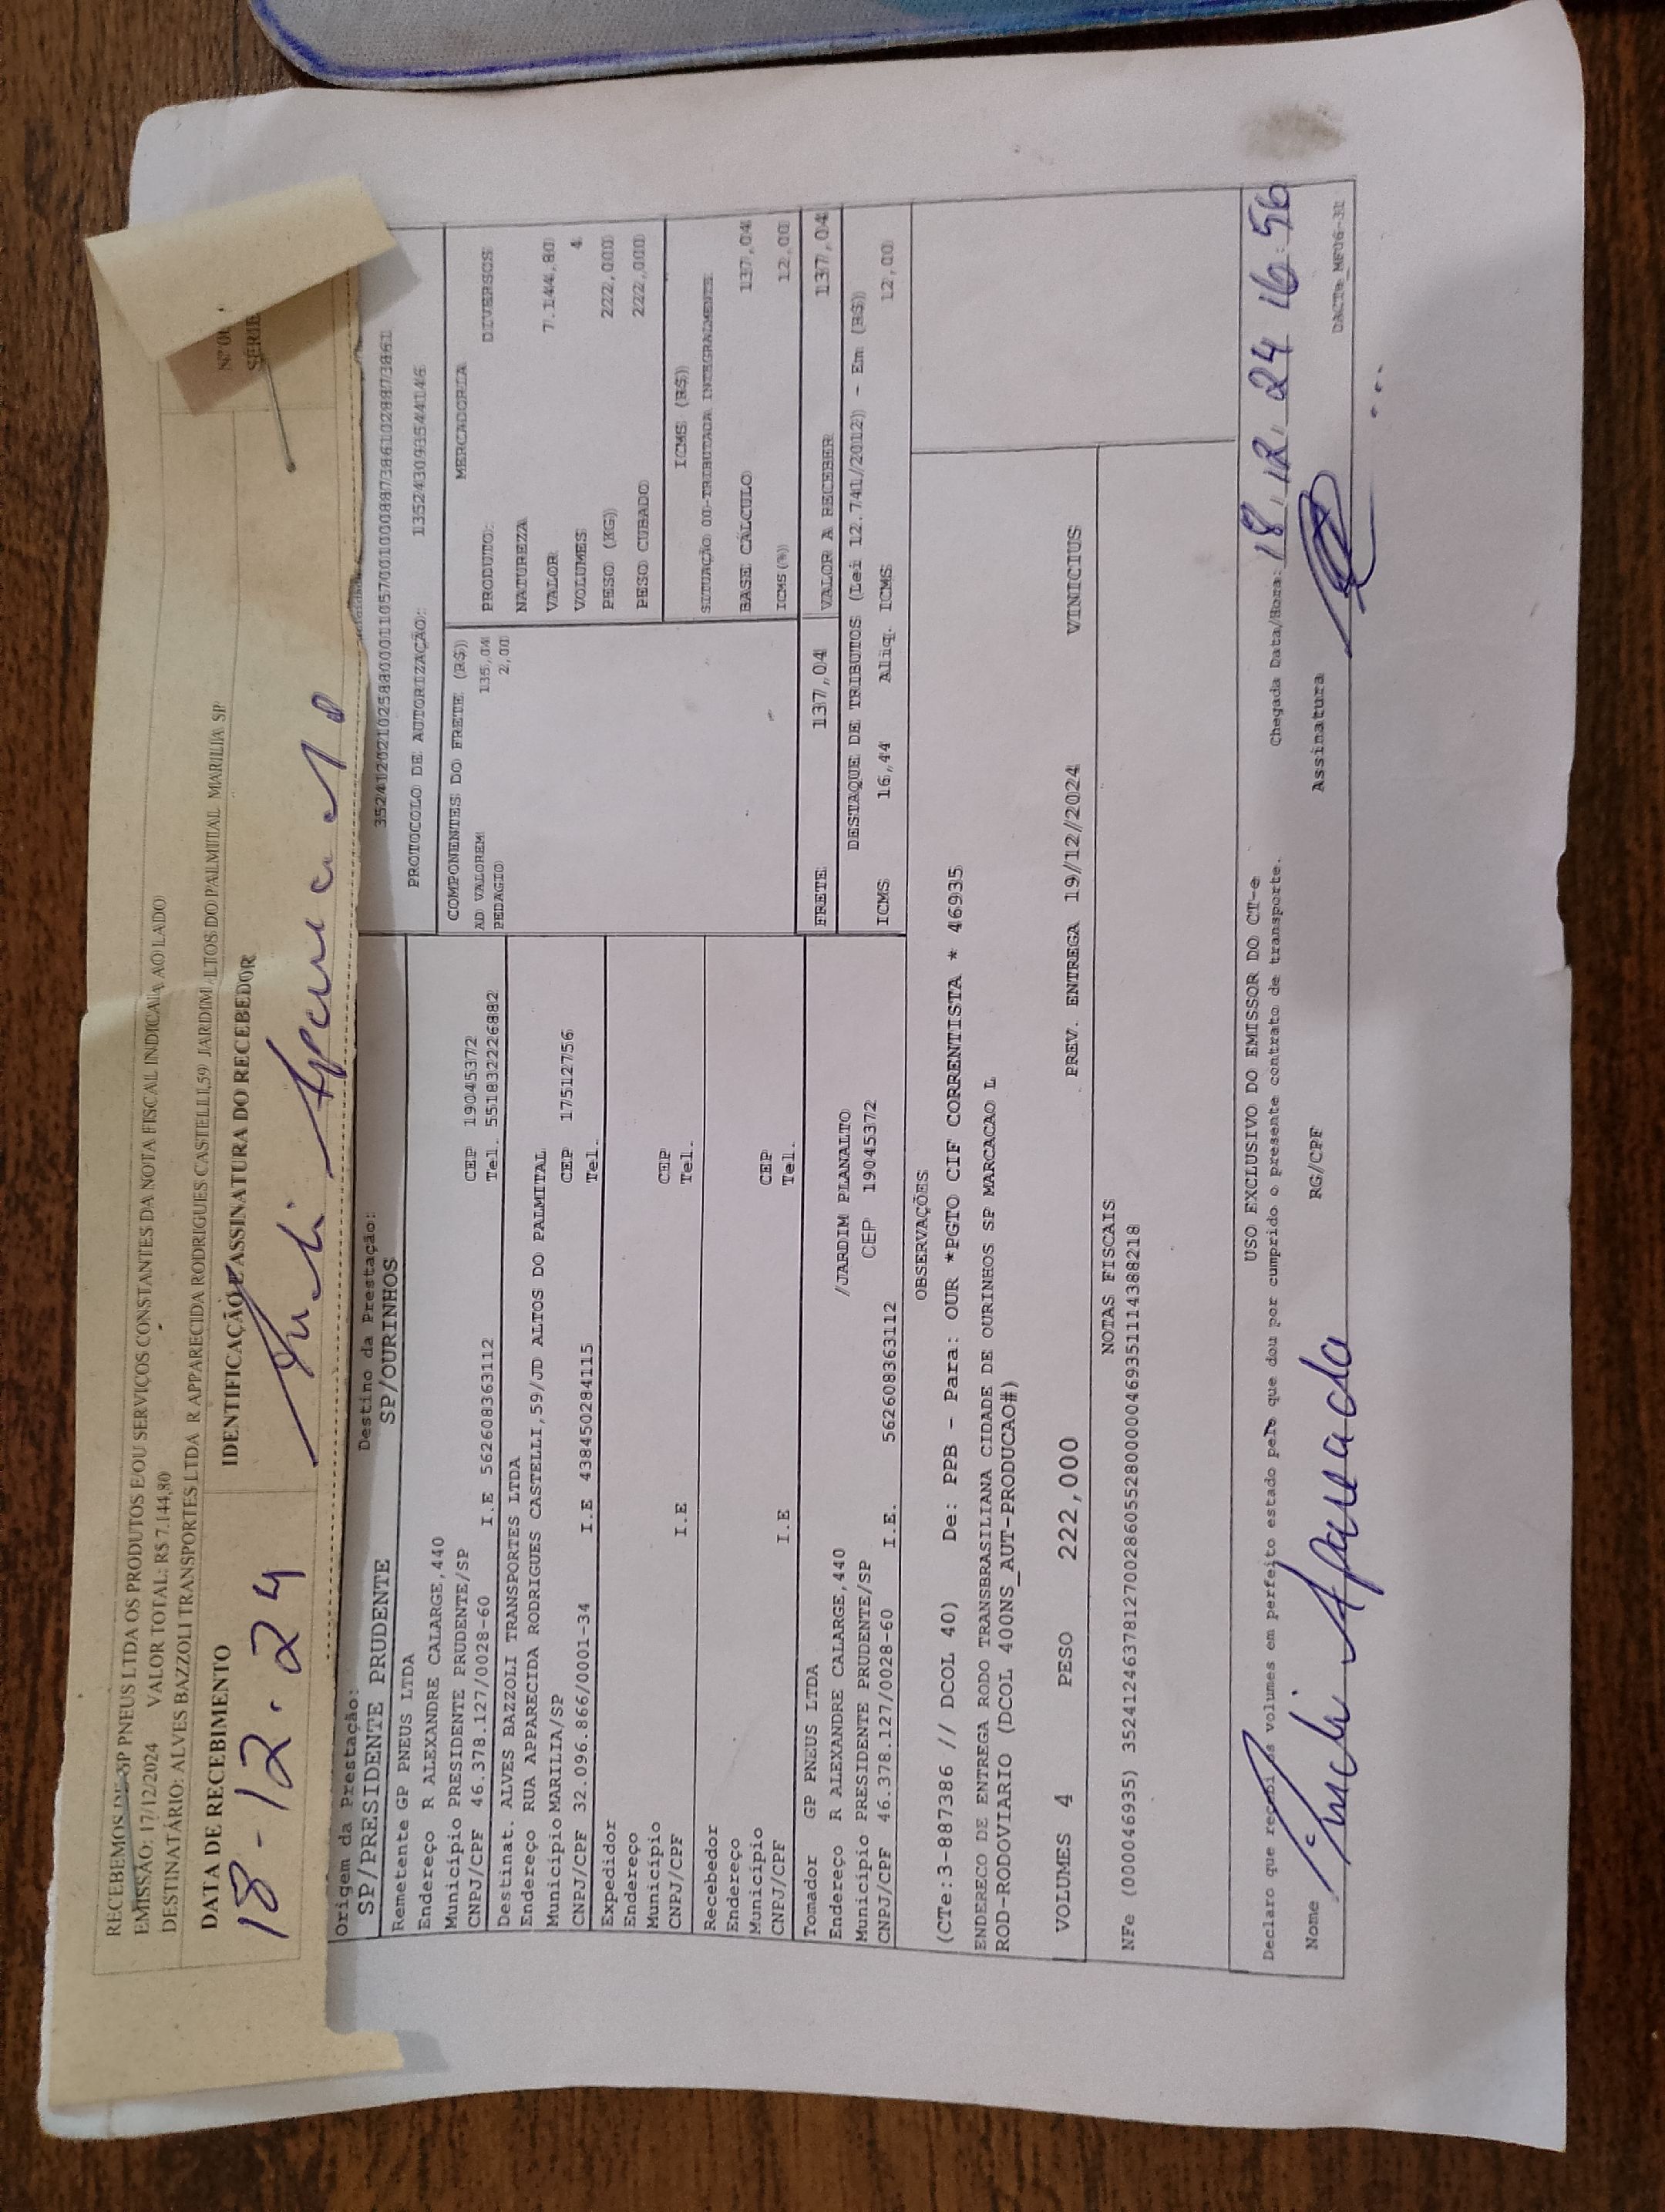 RECEBEMOS DE GP PNEUS LTDA OS PRODUTOS E/OU SERVIÇOS CONSTANTES DA NOTA FISCAL INDICADA AO LADO
EMISSÃO: 17/12/2024 VALOR TOTAL: R$ 7.144,80
DESTINATÁRIO: ALVES BAZZOLI TRANSPORTES LTDA R APPARECIDA RODRIGUES CASTELLI,59 JARDIM ALTOS DO PALMITAL MARILIA SP
DATA DE RECEBIMENTO IDENTIFICAÇÃO E ASSINATURA DO RECEBEDOR
Nº 00
SERIE
18-12-24
Origem da Prestação: Destino da Prestação:
SP/PRESIDENTE PRUDENTE SP/OURINHOS
PROTOCOLO DE AUTORIZAÇÃO: 135243093544146
Remetente GP PNEUS LTDA
Endereço R ALEXANDRE CALARGE,440
Município PRESIDENTE PRUDENTE/SP CEP 19045372
CNPJ/CPF 46.378.127/0028-60 I.E 562608363112 Tel. 551832226882
Destinat. ALVES BAZZOLI TRANSPORTES LTDA
Endereço RUA APPARECIDA RODRIGUES CASTELLI,59/JD ALTOS DO PALMITAL
Município MARILIA/SP CEP 17512756
CNPJ/CPF 32.096.866/0001-34 I.E 438450284115 Tel.
Expedidor
Endereço
Município CEP
CNPJ/CPF I.E Tel.
Recebedor
Endereço
Município CEP
CNPJ/CPF I.E Tel.
Tomador GP PNEUS LTDA
Endereço R ALEXANDRE CALARGE,440 /JARDIM PLANALTO
Município PRESIDENTE PRUDENTE/SP CEP 19045372
CNPJ/CPF 46.378.127/0028-60 I.E. 562608363112
COMPONENTES DO FRETE (R$)
AD VALOREM 135,04
PEDAGIO 2,00
MERCADORIA
PRODUTO: DIVERSOS
NATUREZA
VALOR 7.144,80
VOLUMES 4
PESO (KG) 222,000
PESO CUBADO 222,000
ICMS (R$)
SITUAÇÃO 00-TRIBUTADA INTEGRALMENTE
BASE CÁLCULO 137,04
ICMS(%) 12,00
FRETE 137,04 VALOR A RECEBER 137,04
DESTAQUE DE TRIBUTOS (Lei 12.741/2012) - Em (R$)
ICMS 16,44 Aliq. ICMS 12,00
OBSERVAÇÕES
(CTe:3-887386 // DCOL 40) De: PPB - Para: OUR *PGTO CIF CORRENTISTA * 46935
ENDERECO DE ENTREGA RODO TRANSBRASILIANA CIDADE DE OURINHOS SP MARCACAO L
ROD-RODOVIARIO (DCOL 400NS_AUT-PRODUCAO#)
VOLUMES 4 PESO 222,000 PREV. ENTREGA 19/12/2024 VINICIUS
NOTAS FISCAIS
NFe (000046935) 35241246378127002860552800000469351114388218
USO EXCLUSIVO DO EMISSOR DO CT-e
Declaro que recebi os volumes em perfeito estado pelo que dou por cumprido o presente contrato de transporte. Chegada Data/Hora: 18,12,24 16:56
Nome RG/CPF Assinatura
DACTe_MF06-31